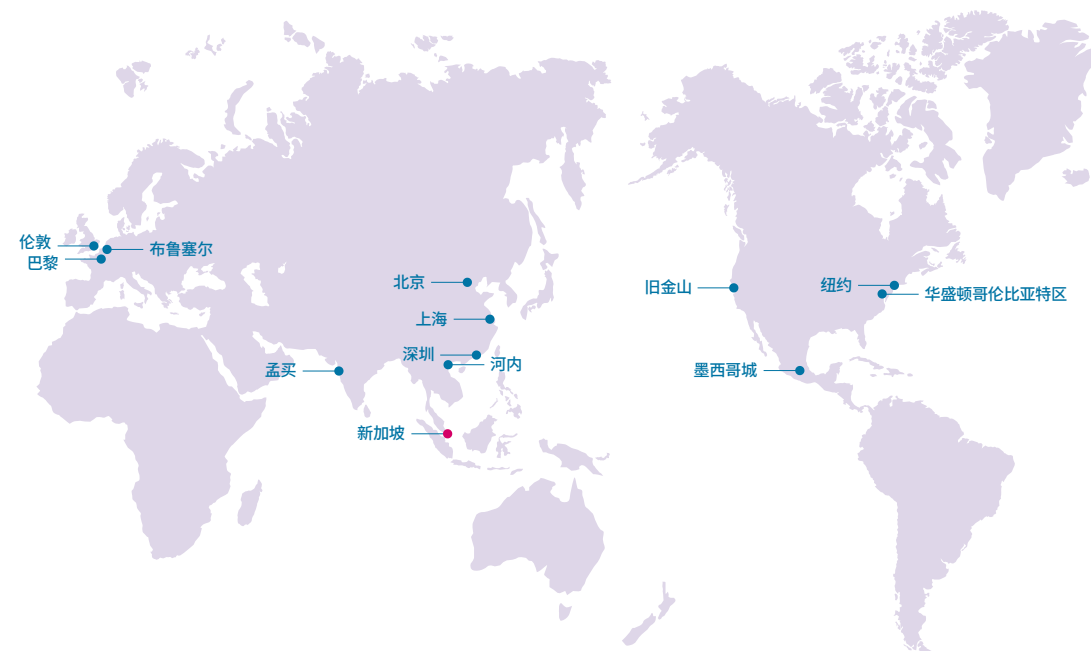 伦敦
巴黎
布鲁塞尔
北京
上海
深圳
河内
孟买
新加坡
旧金山
纽约
华盛顿哥伦比亚特区
墨西哥城